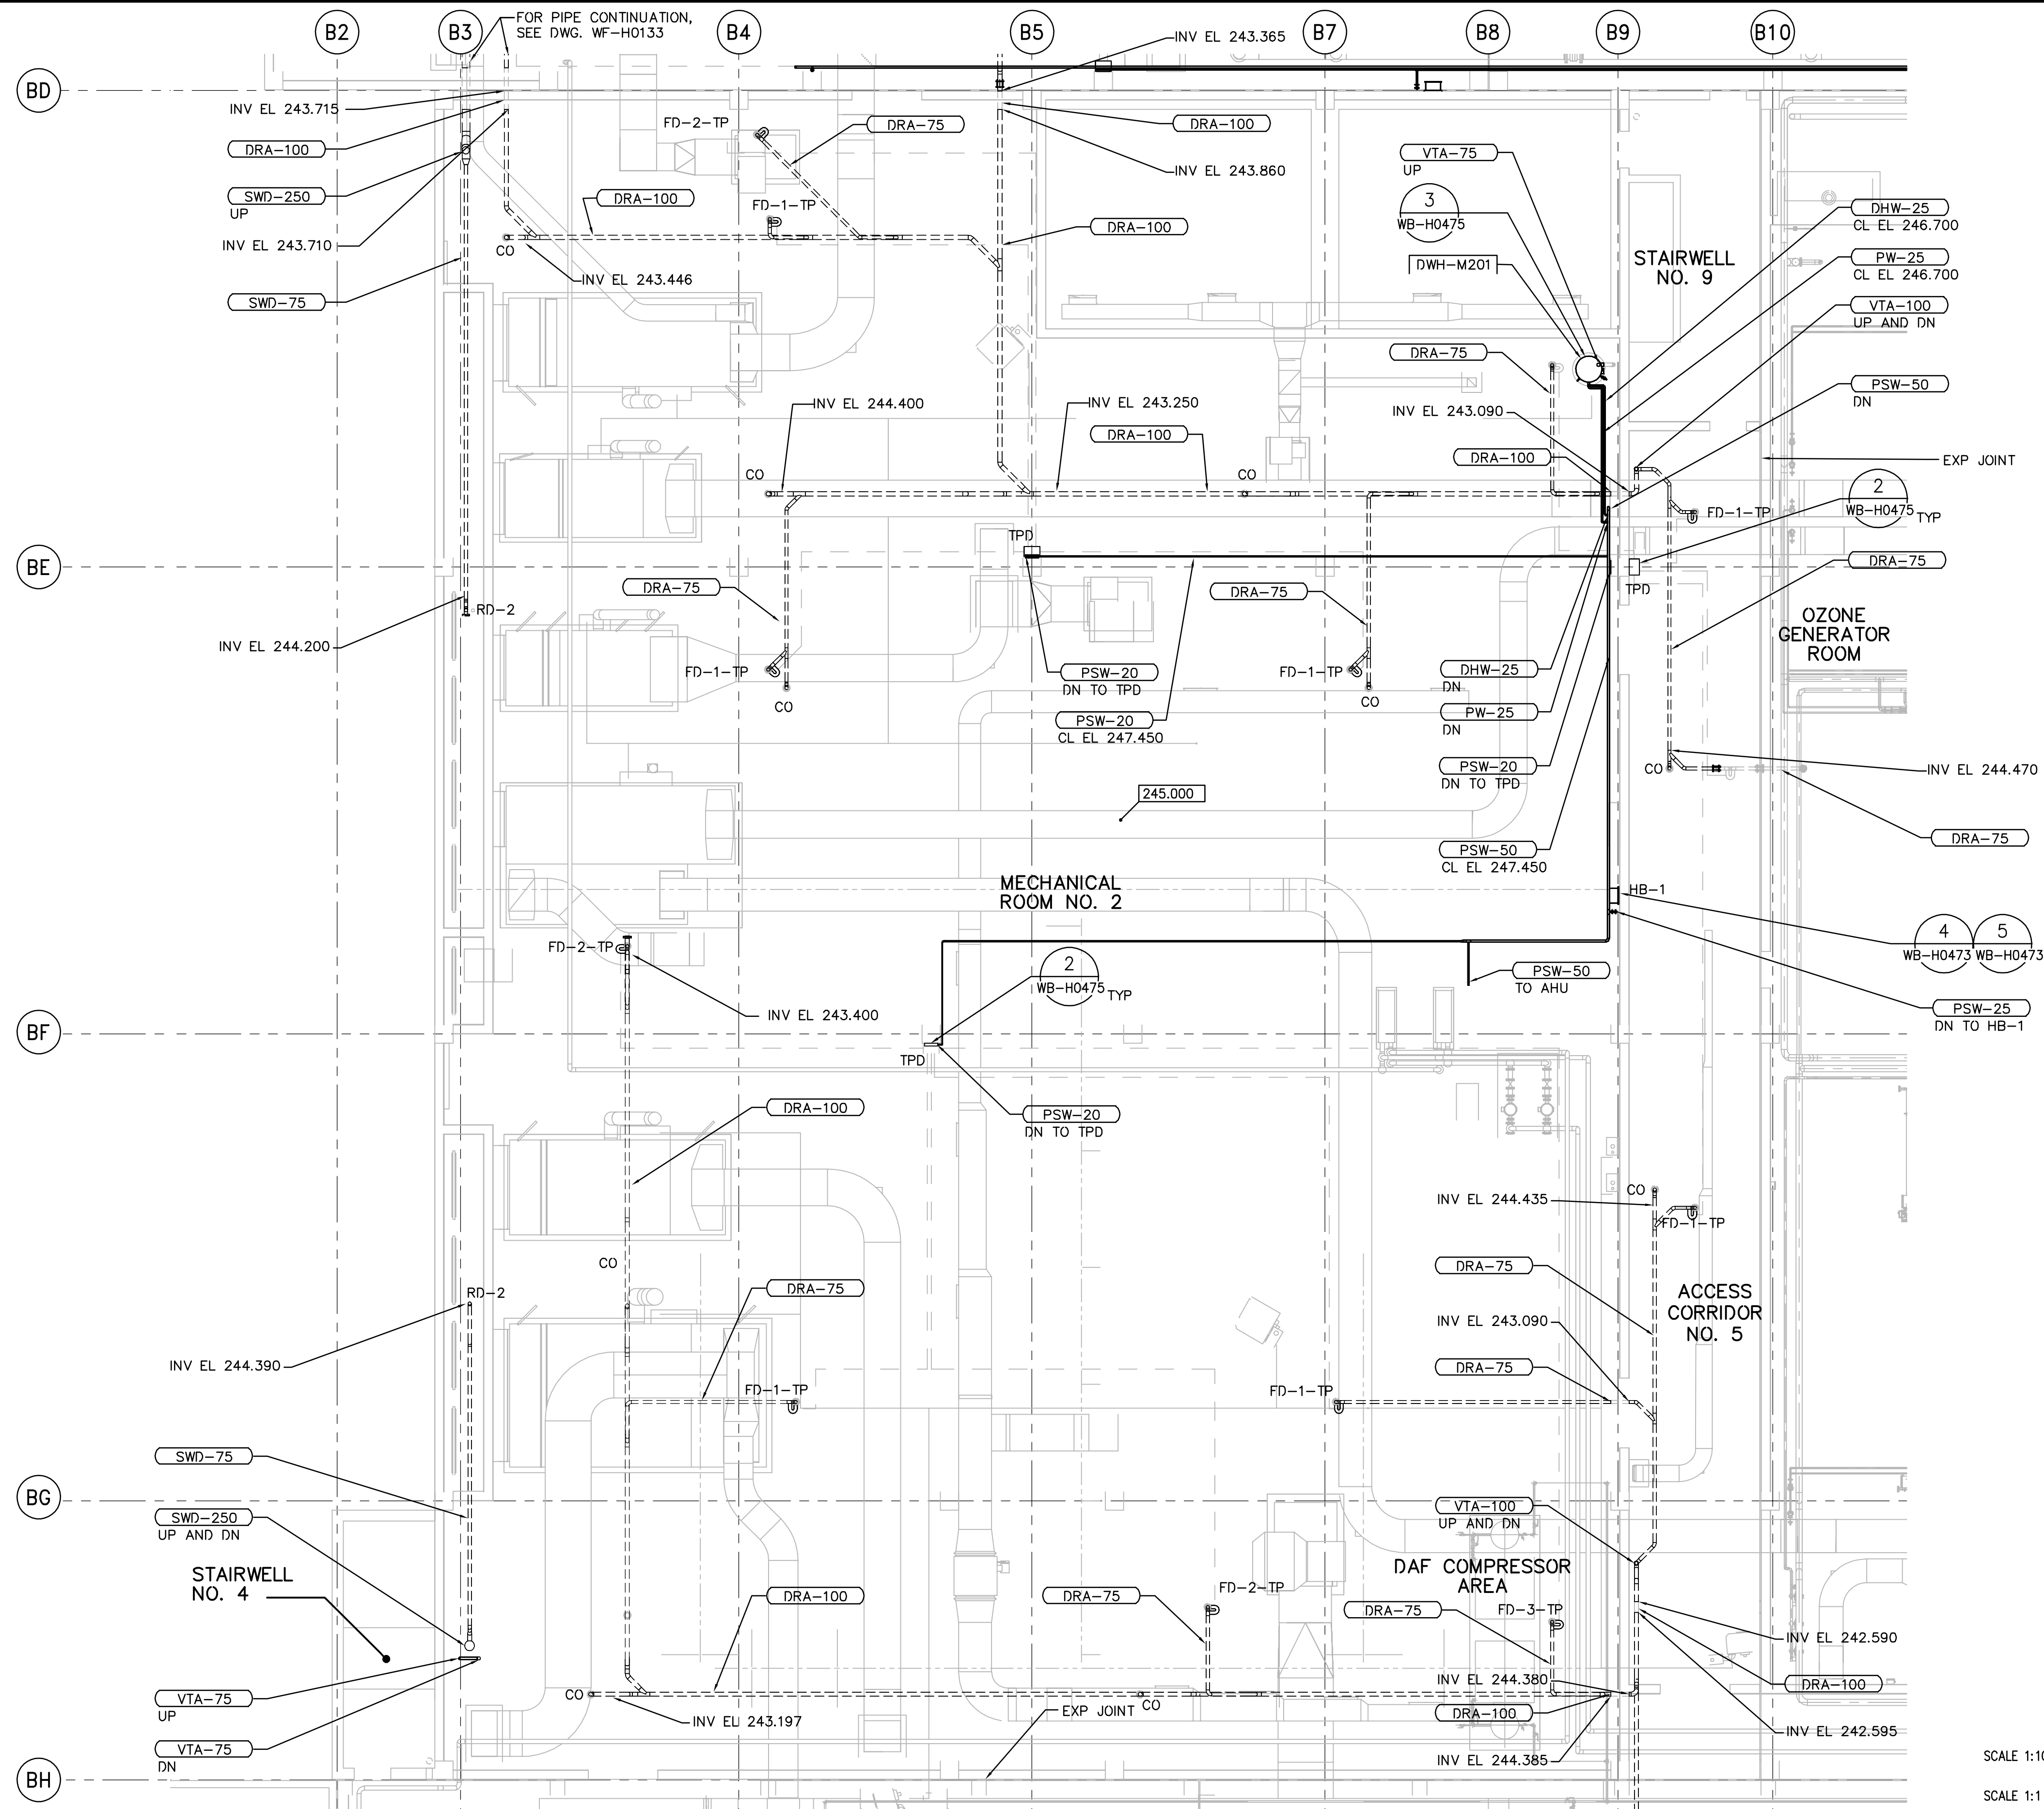 FOR PIPE CONTINUATION,
SEE DWG. WF-H0133
B2
B3
B4
B5
B7
B8
B9
B10
INV EL 243.365
BD
INV EL 243.715
DRA-100
SWD-250
UP
INV EL 243.710
SWD-75
FD-2-TP
DRA-75
DRA-100
FD-1-TP
CO
INV EL 243.446
DRA-100
INV EL 243.860
DRA-100
VTA-75
UP
3
WB-H0475
DWH-M201
STAIRWELL
NO. 9
DHW-25
CL EL 246.700
PW-25
CL EL 246.700
VTA-100
UP AND DN
PSW-50
DN
DRA-75
INV EL 243.090
DRA-100
INV EL 244.400
INV EL 243.250
DRA-100
CO
CO
EXP JOINT
2
WB-H0475
TYP
FD-1-TP
DRA-75
BE
TPD
TPD
DRA-75
DRA-75
RD-2
INV EL 244.200
FD-1-TP
CO
PSW-20
DN TO TPD
PSW-20
CL EL 247.450
FD-1-TP
CO
DHW-25
DN
PW-25
DN
PSW-20
DN TO TPD
PSW-50
CL EL 247.450
OZONE
GENERATOR
ROOM
CO
INV EL 244.470
DRA-75
245.000
MECHANICAL
ROOM NO. 2
HB-1
4
WB-H0473
5
WB-H0473
PSW-25
DN TO HB-1
FD-2-TP
INV EL 243.400
2
WB-H0475
TYP
PSW-50
TO AHU
BF
TPD
PSW-20
DN TO TPD
DRA-100
CO
RD-2
DRA-75
INV EL 244.390
FD-1-TP
FD-1-TP
INV EL 244.435
CO
FD-1-TP
DRA-75
ACCESS
CORRIDOR
NO. 5
INV EL 243.090
DRA-75
SWD-75
BG
SWD-250
UP AND DN
STAIRWELL
NO. 4
VTA-75
UP
VTA-75
DN
VTA-100
UP AND DN
DAF COMPRESSOR
AREA
DRA-100
DRA-75
FD-2-TP
DRA-75
FD-3-TP
INV EL 242.590
INV EL 244.380
DRA-100
DRA-100
CO
INV EL 243.197
EXP JOINT
CO
INV EL 244.385
INV EL 242.595
BH
SCALE 1:10
SCALE 1:1